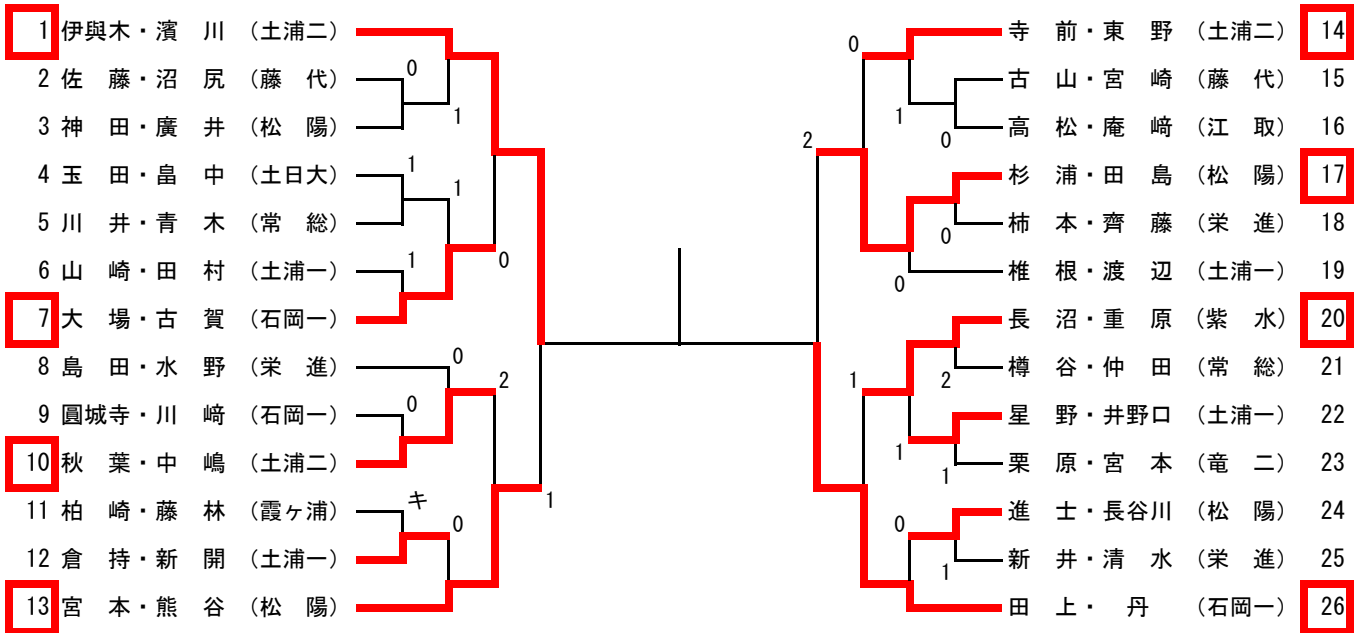 1 伊與木・濱　川 （土浦二）
2 佐　藤・沼　尻 （藤　代）
3 神　田・廣　井 （松　陽）
4 玉　田・畠　中 （土日大）
5 川　井・青　木 （常　総）
6 山　崎・田　村 （土浦一）
7 大　場・古　賀 （石岡一）
8 島　田・水　野 （栄　進）
9 圓城寺・川　﨑 （石岡一）
10 秋　葉・中　嶋 （土浦二）
11 柏　崎・藤　林 （霞ヶ浦）
12 倉　持・新　開 （土浦一）
13 宮　本・熊　谷 （松　陽）
0
1
1
1
1
0
0
2
0
キ
0
1
0
1
0
2
0
0
1
2
1
1
0
1
寺　前・東　野 （土浦二） 14
古　山・宮　崎 （藤　代） 15
高　松・庵　﨑 （江　取） 16
杉　浦・田　島 （松　陽） 17
柿　本・齊　藤 （栄　進） 18
椎　根・渡　辺 （土浦一） 19
長　沼・重　原 （紫　水） 20
樽　谷・仲　田 （常　総） 21
星　野・井野口 （土浦一） 22
栗　原・宮　本 （竜　二） 23
進　士・長谷川 （松　陽） 24
新　井・清　水 （栄　進） 25
田　上・　丹　 （石岡一） 26